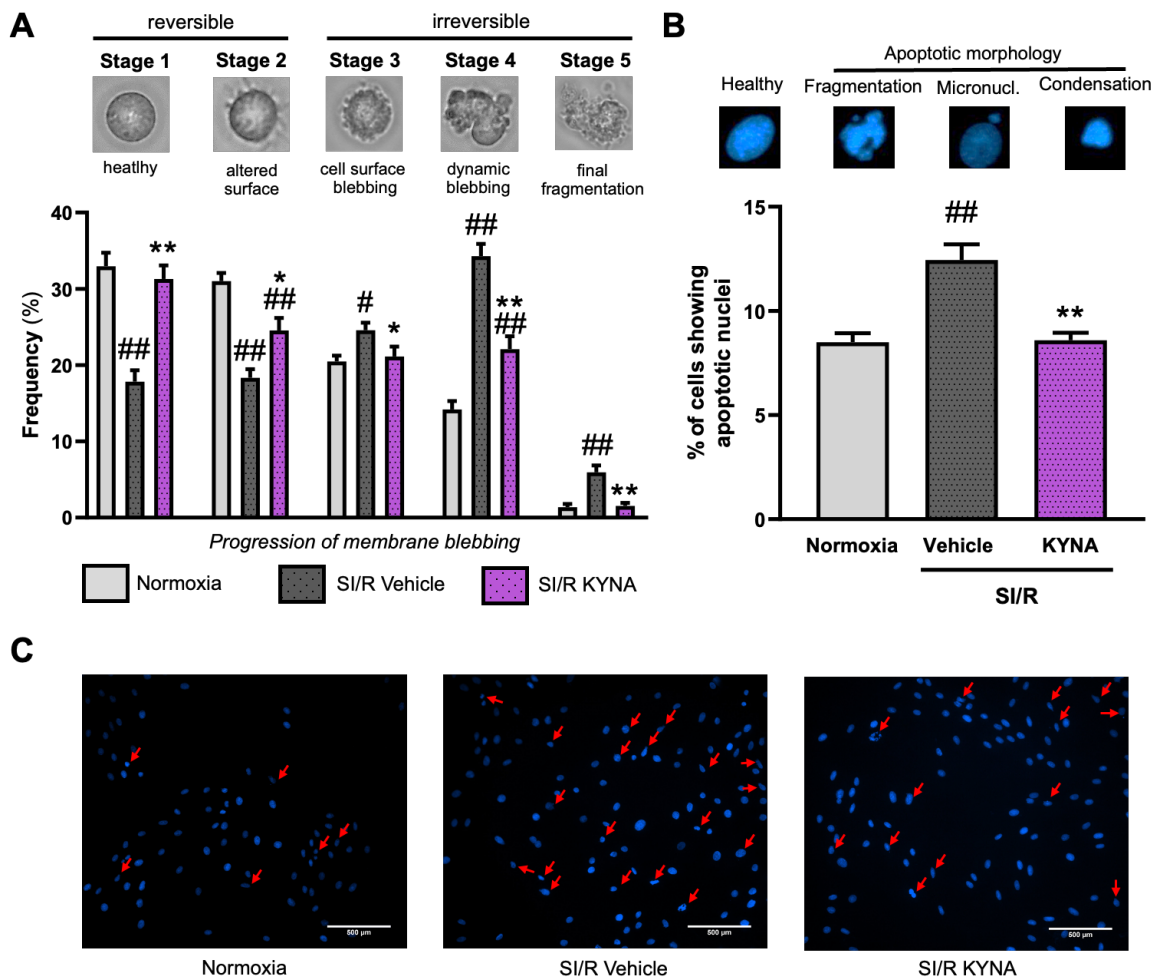 A
reversible
irreversible
Stage 1
Stage 2
Stage 3
Stage 4
Stage 5
heatlhy
altered
surface
cell surface
blebbing
dynamic
blebbing
final
fragmentation
Frequency (%)
40
30
20
10
0
##
**
##
*
##
#
*
##
**
##
##
**
Progression of membrane blebbing
Normoxia
SI/R Vehicle
SI/R KYNA
B
Apoptotic morphology
Healthy
Fragmentation
Micronucl.
Condensation
% of cells showing
apoptotic nuclei
15
10
5
0
##
**
Normoxia
Vehicle
KYNA
SI/R
C
500 µm
500 µm
500 µm
Normoxia
SI/R Vehicle
SI/R KYNA